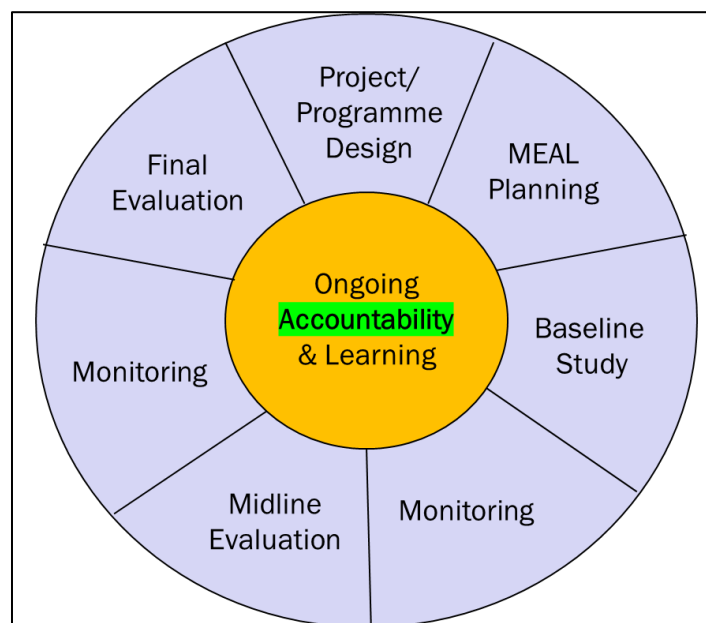 Project/
Programme
Design
MEAL
Planning
Baseline
Study
Monitoring
Midline
Evaluation
Monitoring
Final
Evaluation
Ongoing
Accountability
& Learning